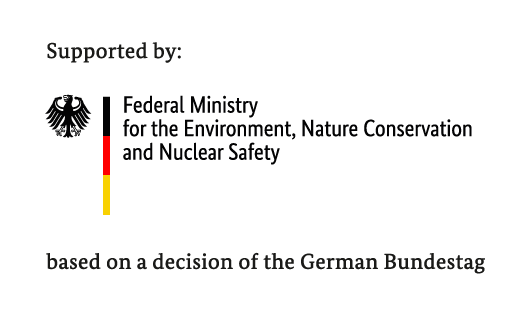 Supported by:
Federal Ministry
for the Environment, Nature Conservation
and Nuclear Safety
based on a decision of the German Bundestag